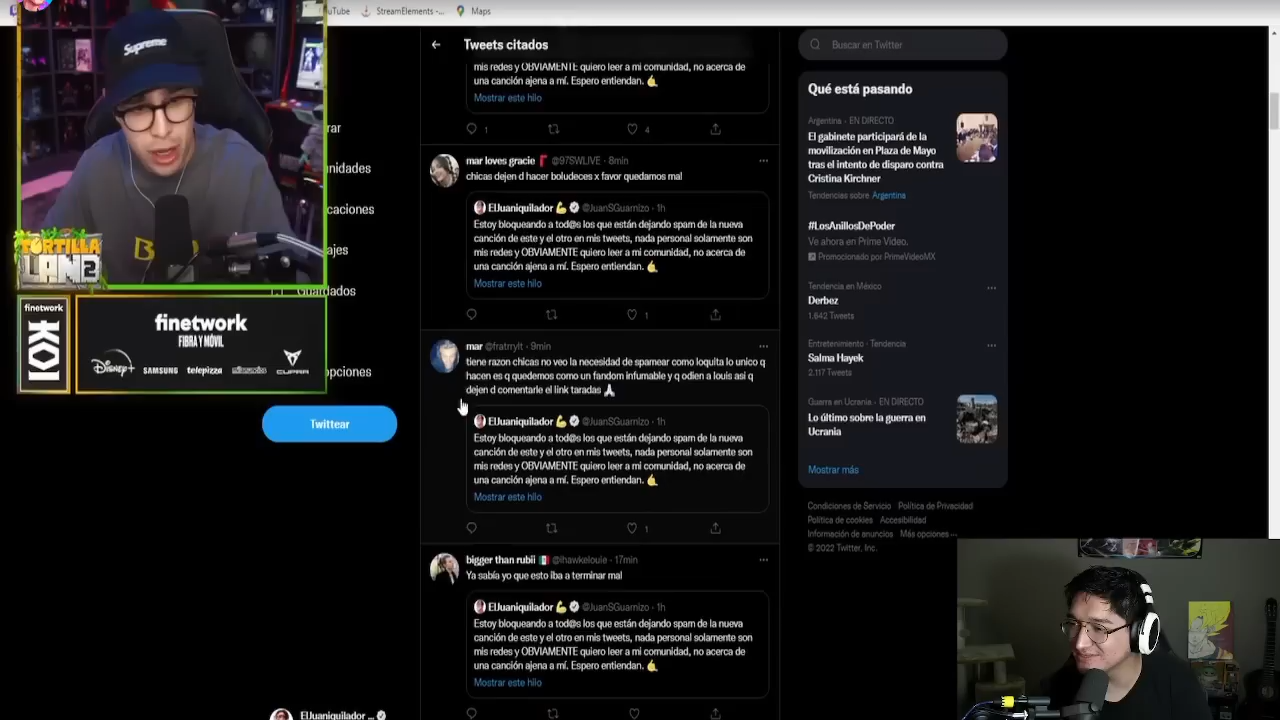 uTube
StreamElements -...
Maps
Supreme
TORTILLA
LAND2
finetwork
KOI
finetwork
FIBRA Y MÓVIL
Disney+
SAMSUNG
telepizza
CUPRA
rar
nidades
caciones
ajes
Guardados
opciones
Twittear
ElJuaniquilador ...
Tweets citados
mis redes y OBVIAMENTE quiero leer a mi comunidad, no acerca de
una canción ajena a mí. Espero entiendan. 🤙
Mostrar este hilo
1
4
mar loves gracie @97SWLIVE · 8min
chicas dejen d hacer boludeces x favor quedamos mal
ElJuaniquilador 💪 @JuanSGuarnizo · 1h
Estoy bloqueando a tod@s los que están dejando spam de la nueva
canción de este y el otro en mis tweets, nada personal solamente son
mis redes y OBVIAMENTE quiero leer a mi comunidad, no acerca de
una canción ajena a mí. Espero entiendan. 🤙
Mostrar este hilo
1
mar @fratrrylt · 9min
tiene razon chicas no veo la necesidad de spamear como loquita lo unico q
hacen es q quedemos como un fandom infumable y q odien a louis asi q
dejen d comentarle el link taradas 🙏
ElJuaniquilador 💪 @JuanSGuarnizo · 1h
Estoy bloqueando a tod@s los que están dejando spam de la nueva
canción de este y el otro en mis tweets, nada personal solamente son
mis redes y OBVIAMENTE quiero leer a mi comunidad, no acerca de
una canción ajena a mí. Espero entiendan. 🤙
Mostrar este hilo
1
bigger than rubii 🇲🇽 @ihawkelouie · 17min
Ya sabía yo que esto iba a terminar mal
ElJuaniquilador 💪 @JuanSGuarnizo · 1h
Estoy bloqueando a tod@s los que están dejando spam de la nueva
canción de este y el otro en mis tweets, nada personal solamente son
mis redes y OBVIAMENTE quiero leer a mi comunidad, no acerca de
una canción ajena a mí. Espero entiendan. 🤙
Mostrar este hilo
Buscar en Twitter
Qué está pasando
Argentina · EN DIRECTO
El gabinete participará de la
movilización en Plaza de Mayo
tras el intento de disparo contra
Cristina Kirchner
Tendencias sobre Argentina
#LosAnillosDePoder
Ve ahora en Prime Video.
Promocionado por PrimeVideoMX
Tendencia en México
Derbez
1.642 Tweets
Entretenimiento · Tendencia
Salma Hayek
2.117 Tweets
Guerra en Ucrania · EN DIRECTO
Lo último sobre la guerra en
Ucrania
Mostrar más
Condiciones de Servicio Política de Privacidad
Política de cookies Accesibilidad
Información de anuncios Más opciones ···
© 2022 Twitter, Inc.